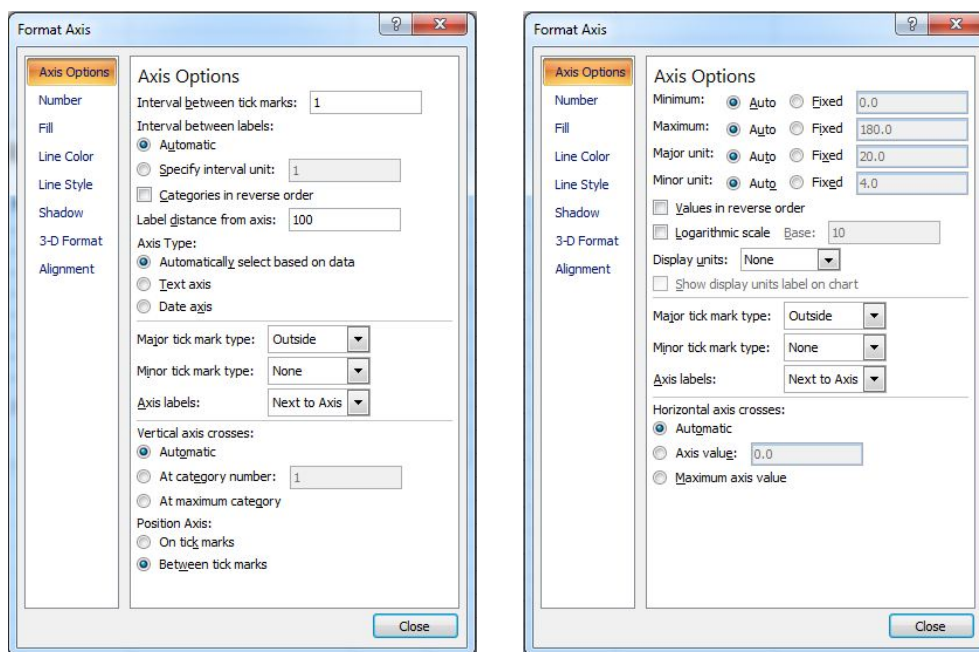 Format Axis
Axis Options
Number
Fill
Line Color
Line Style
Shadow
3-D Format
Alignment
Axis Options
Interval between tick marks: 1
Interval between labels:
Automatic
Specify interval unit: 1
Categories in reverse order
Label distance from axis: 100
Axis Type:
Automatically select based on data
Text axis
Date axis
Major tick mark type: Outside
Minor tick mark type: None
Axis labels: Next to Axis
Vertical axis crosses:
Automatic
At category number: 1
At maximum category
Position Axis:
On tick marks
Between tick marks
Close
Format Axis
Axis Options
Number
Fill
Line Color
Line Style
Shadow
3-D Format
Alignment
Axis Options
Minimum: Auto Fixed 0.0
Maximum: Auto Fixed 180.0
Major unit: Auto Fixed 20.0
Minor unit: Auto Fixed 4.0
Values in reverse order
Logarithmic scale Base: 10
Display units: None
Show display units label on chart
Major tick mark type: Outside
Minor tick mark type: None
Axis labels: Next to Axis
Horizontal axis crosses:
Automatic
Axis value: 0.0
Maximum axis value
Close